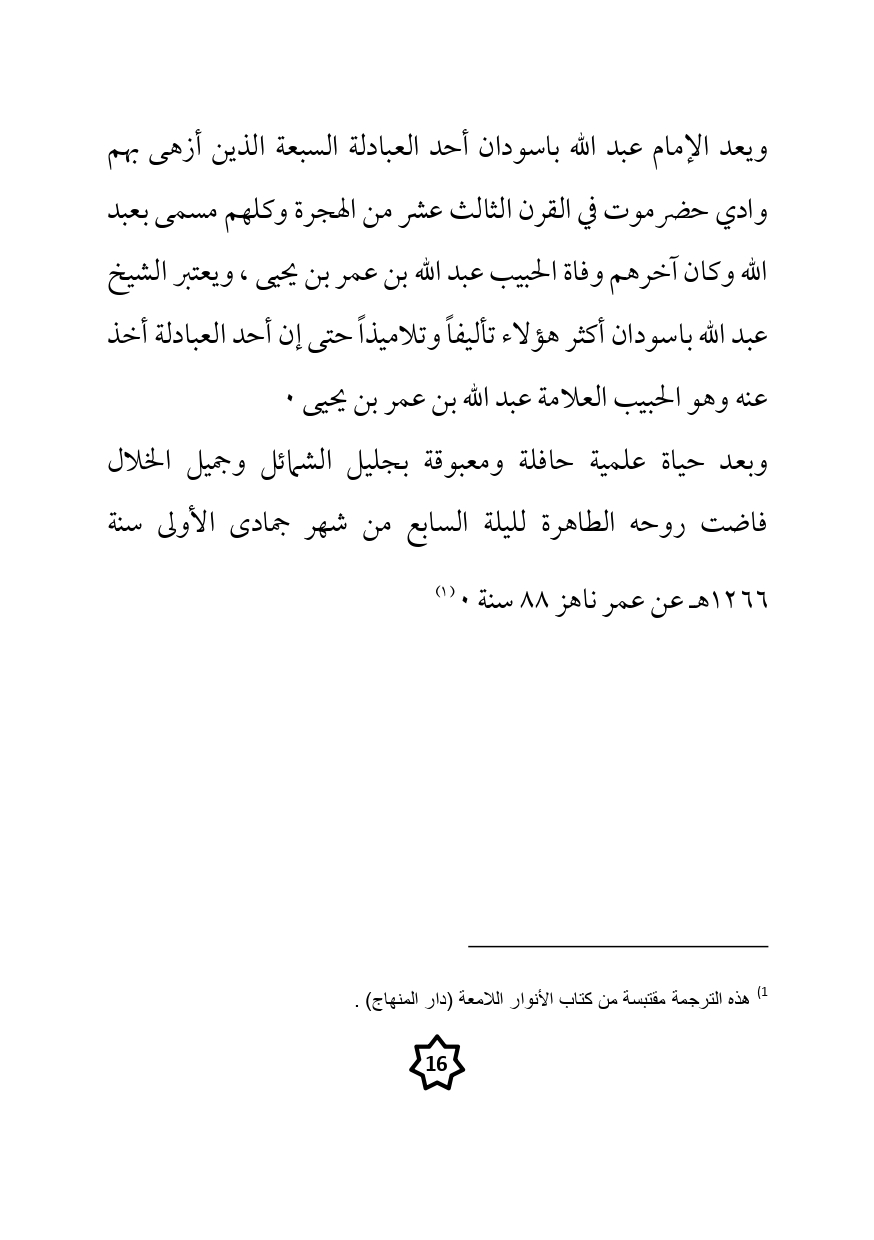 ويعد الإمام عبد الله باسودان أحد العبادلة السبعة الذين أزهى بهم
وادي حضرموت في القرن الثالث عشر من الهجرة وكلهم مسمى بعبد
الله وكان آخرهم وفاة الحبيب عبد الله بن عمر بن يحيى ، ويعتبر الشيخ
عبد الله باسودان أكثر هؤلاء تأليفاً وتلاميذاً حتى إن أحد العبادلة أخذ
عنه وهو الحبيب العلامة عبد الله بن عمر بن يحيى ٠
وبعد حياة علمية حافلة ومعبوقة بجليل الشمائل وجميل الخلال
فاضت روحه الطاهرة لليلة السابع من شهر جمادى الأولى سنة
١٢٦٦هـ عن عمر ناهز ٨٨ سنة ٠ (١)
1) هذه الترجمة مقتبسة من كتاب الأنوار اللامعة (دار المنهاج) .
16